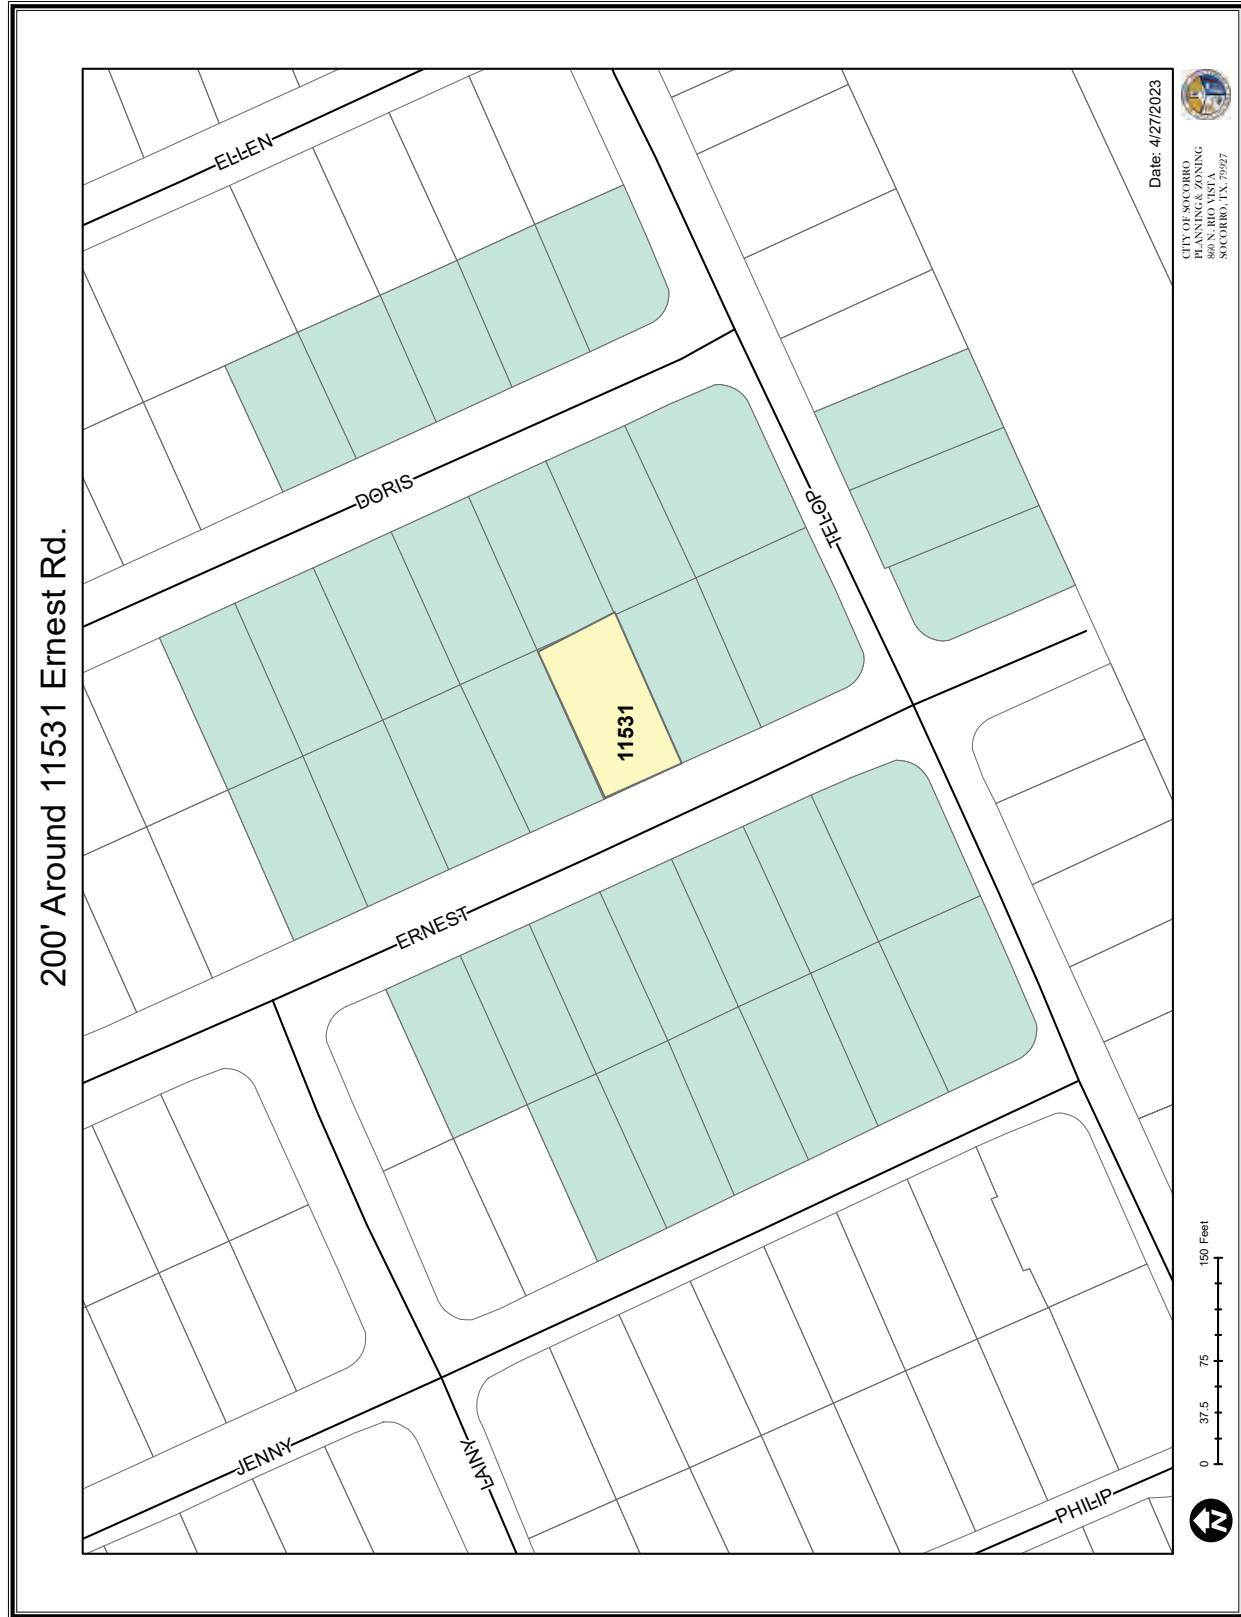 200' Around 11531 Ernest Rd.
ELLEN
DORIS
TELOP
11531
ERNEST
JENNY
LAINY
PHILIP
Date: 4/27/2023
CITY OF SOCORRO
PLANNING & ZONING
860 N. RIO VISTA
SOCORRO, TX. 79927
0 37.5 75 150 Feet
N